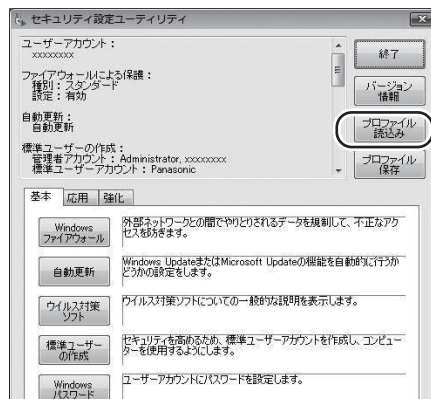 セキュリティ設定ユーティリティ
ユーザーアカウント：
xxxxxxxx
ファイアウォールによる保護：
種別：スタンダード
設定：有効
自動更新：
自動更新
標準ユーザーの作成：
管理者アカウント：Administrator, xxxxxxxx
標準ユーザーアカウント：Panasonic
終了
バージョン
情報
プロファイル
読込み
プロファイル
保存
基本 応用 強化
Windows
ファイアウォール
外部ネットワークとの間でやりとりされるデータを規制して、不正なアク
セスを防ぎます。
自動更新
Windows UpdateまたはMicrosoft Updateの機能を自動的に行うか
どうかの設定をします。
ウイルス対策
ソフト
ウイルス対策ソフトについての一般的な説明を表示します。
標準ユーザー
の作成
セキュリティを高めるため、標準ユーザーアカウントを作成し、コンピュー
ターを使用するようにします。
Windows
パスワード
ユーザーアカウントにパスワードを設定します。